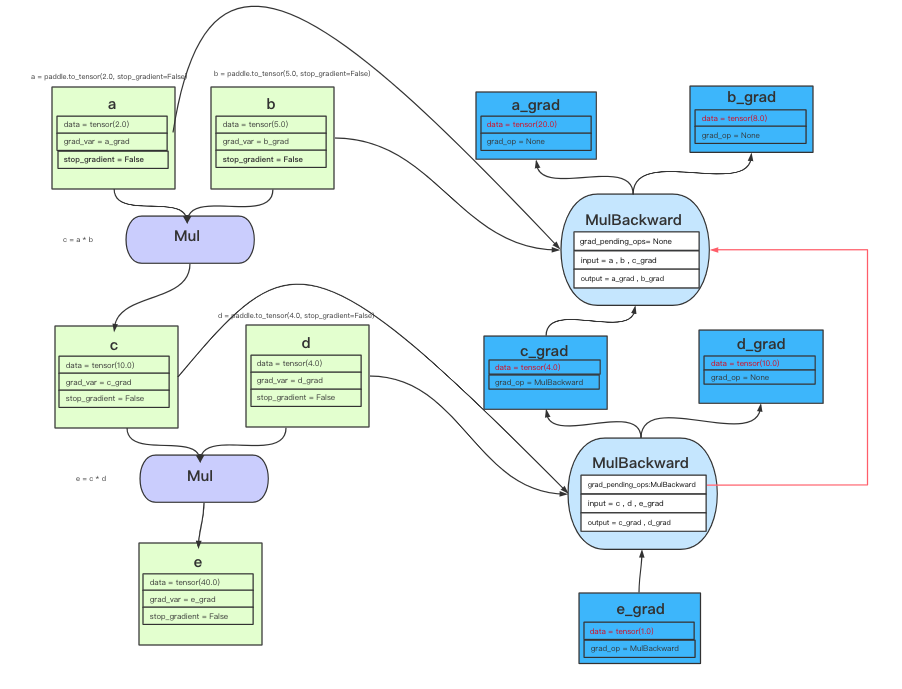 a = paddle.to_tensor(2.0, stop_gradient=False)
b = paddle.to_tensor(5.0, stop_gradient=False)
a
data = tensor(2.0)
grad_var = a_grad
stop_gradient = False
b
data = tensor(5.0)
grad_var = b_grad
stop_gradient = False
a_grad
data = tensor(20.0)
grad_op = None
b_grad
data = tensor(8.0)
grad_op = None
c = a * b
Mul
MulBackward
grad_pending_ops= None
input = a , b , c_grad
output = a_grad , b_grad
d = paddle.to_tensor(4.0, stop_gradient=False)
c
data = tensor(10.0)
grad_var = c_grad
stop_gradient = False
d
data = tensor(4.0)
grad_var = d_grad
stop_gradient = False
c_grad
data = tensor(4.0)
grad_op = MulBackward
d_grad
data = tensor(10.0)
grad_op = None
e = c * d
Mul
MulBackward
grad_pending_ops:MulBackward
input = c , d , e_grad
output = c_grad , d_grad
e
data = tensor(40.0)
grad_var = e_grad
stop_gradient = False
e_grad
data = tensor(1.0)
grad_op = MulBackward